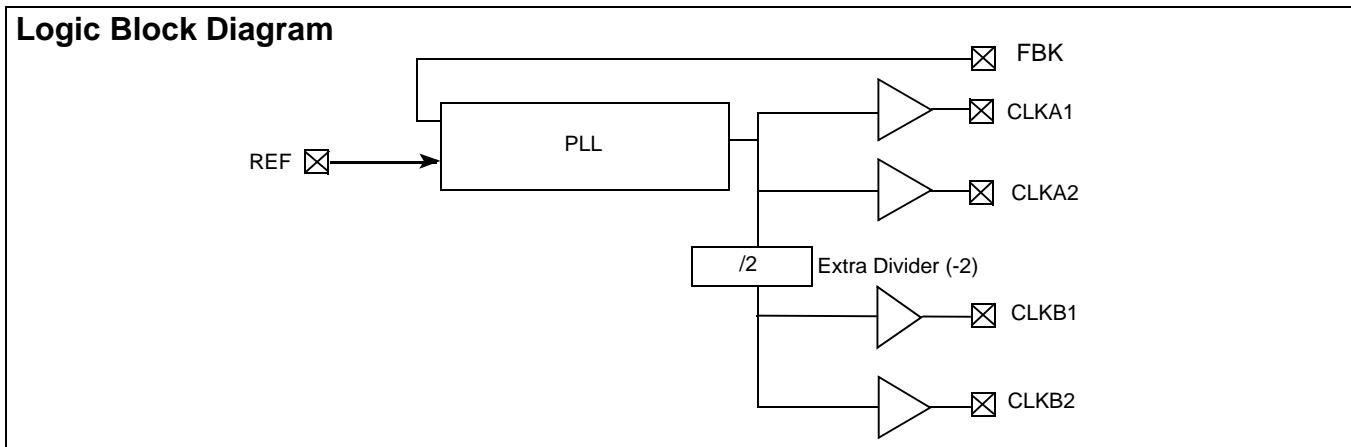 Logic Block Diagram
FBK
CLKA1
PLL
REF
CLKA2
/2
Extra Divider (-2)
CLKB1
CLKB2